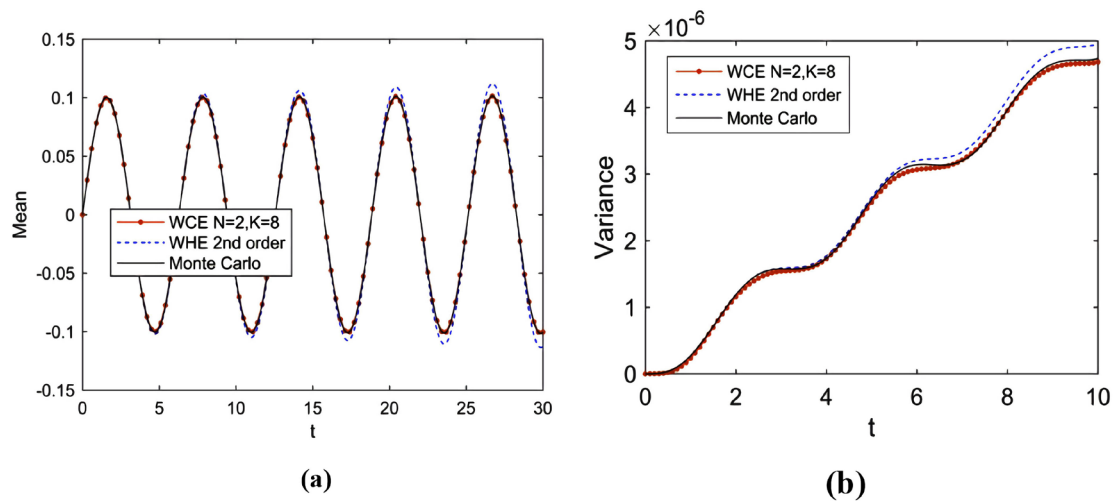 0.15
0.1
0.05
0
-0.05
-0.1
-0.15
Mean
WCE N=2,K=8
WHE 2nd order
Monte Carlo
0 5 10 15 20 25 30
t
(a)
×10⁻⁶
5
4
3
2
1
0
Variance
WCE N=2,K=8
WHE 2nd order
Monte Carlo
0 2 4 6 8 10
t
(b)